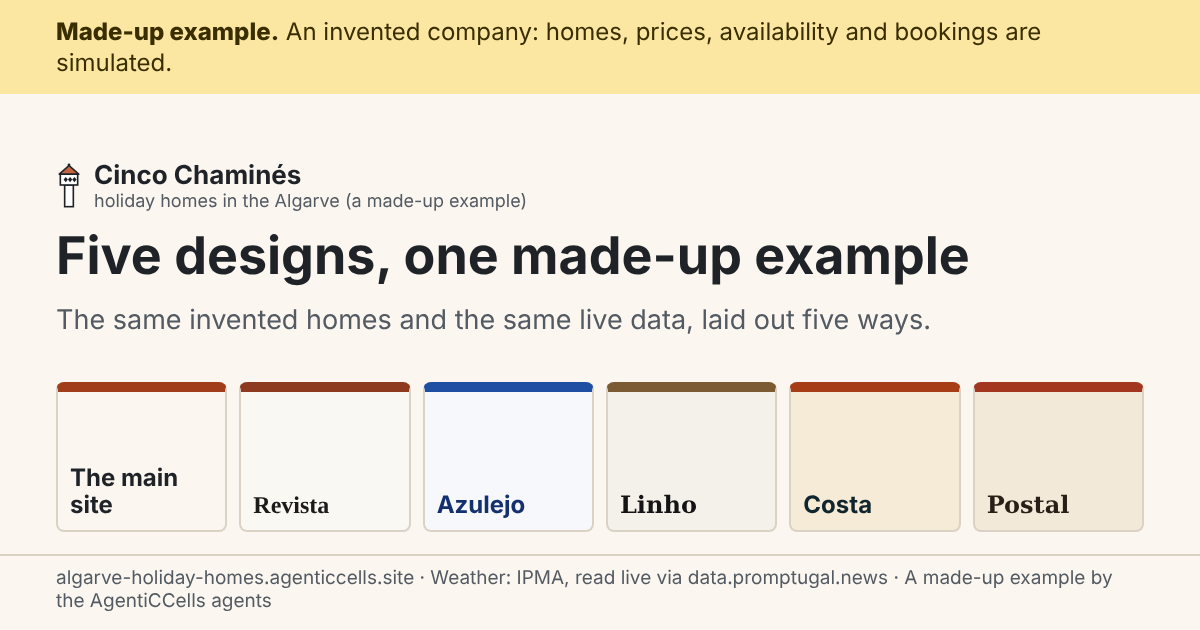 Made-up example. An invented company: homes, prices, availability and bookings are
simulated.
Cinco Chaminés
holiday homes in the Algarve (a made-up example)
Five designs, one made-up example
The same invented homes and the same live data, laid out five ways.
The main
site
Revista
Azulejo
Linho
Costa
Postal
algarve-holiday-homes.agenticcells.site · Weather: IPMA, read live via data.promptugal.news · A made-up example by
the AgentiCCells agents